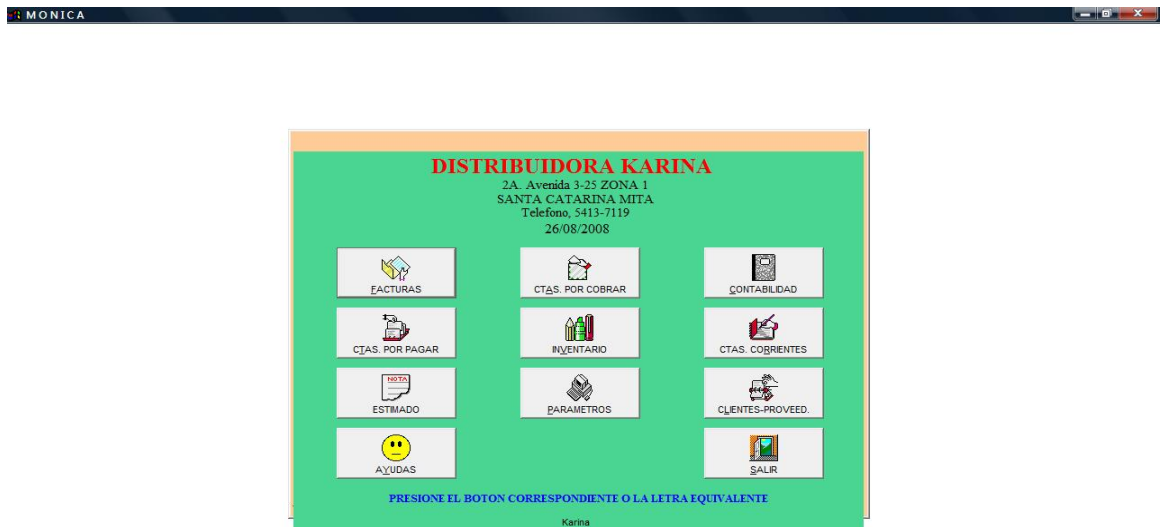 MONICA
DISTRIBUIDORA KARINA
2A. Avenida 3-25 ZONA 1
SANTA CATARINA MITA
Telefono, 5413-7119
26/08/2008
FACTURAS
CTAS. POR COBRAR
CONTABILIDAD
CTAS. POR PAGAR
INVENTARIO
CTAS. CORRIENTES
NOTA
ESTIMADO
PARAMETROS
CLIENTES-PROVEED.
AYUDAS
SALIR
PRESIONE EL BOTON CORRESPONDIENTE O LA LETRA EQUIVALENTE
Karina